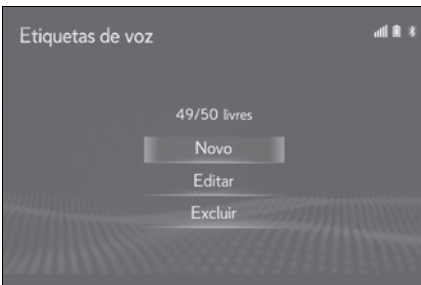 Etiquetas de voz
49/50 livres
Novo
Editar
Excluir